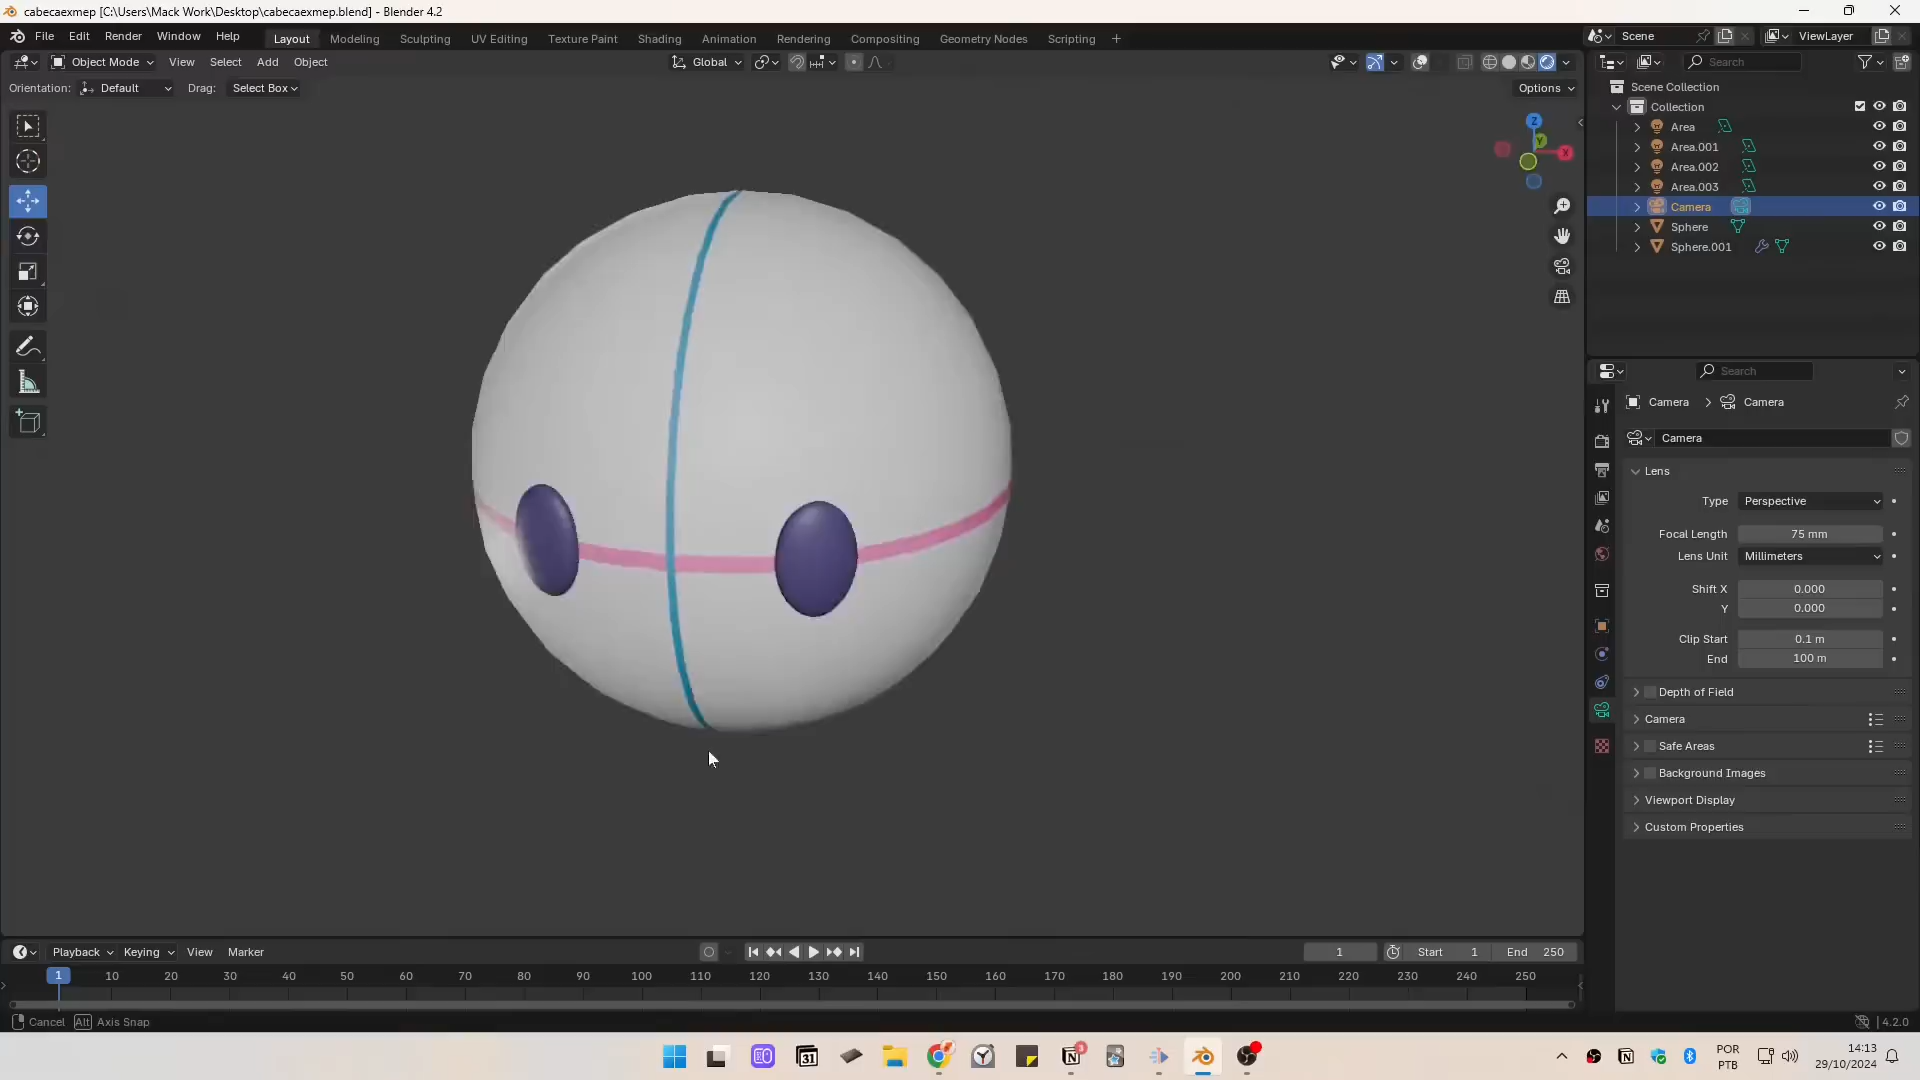 cabecaexmep [C:\Users\Mack Work\Desktop\cabecaexmep.blend] - Blender 4.2
File Edit Render Window Help Layout Modeling Sculpting UV Editing Texture Paint Shading Animation Rendering Compositing Geometry Nodes Scripting + Scene ViewLayer
Object Mode View Select Add Object Global Search
Orientation: Default Drag: Select Box Options
Z
Y
X
Scene Collection
Collection
Area
Area.001
Area.002
Area.003
Camera
Sphere
Sphere.001
Search
Camera > Camera
Camera
Lens
Type Perspective
Focal Length 75 mm
Lens Unit Millimeters
Shift X 0.000
Y 0.000
Clip Start 0.1 m
End 100 m
Depth of Field
Camera
Safe Areas
Background Images
Viewport Display
Custom Properties
Playback Keying View Marker 1 Start 1 End 250
1 10 20 30 40 50 60 70 80 90 100 110 120 130 140 150 160 170 180 190 200 210 220 230 240 250
Cancel Alt Axis Snap 4.2.0
31
3
POR
PTB
14:13
29/10/2024